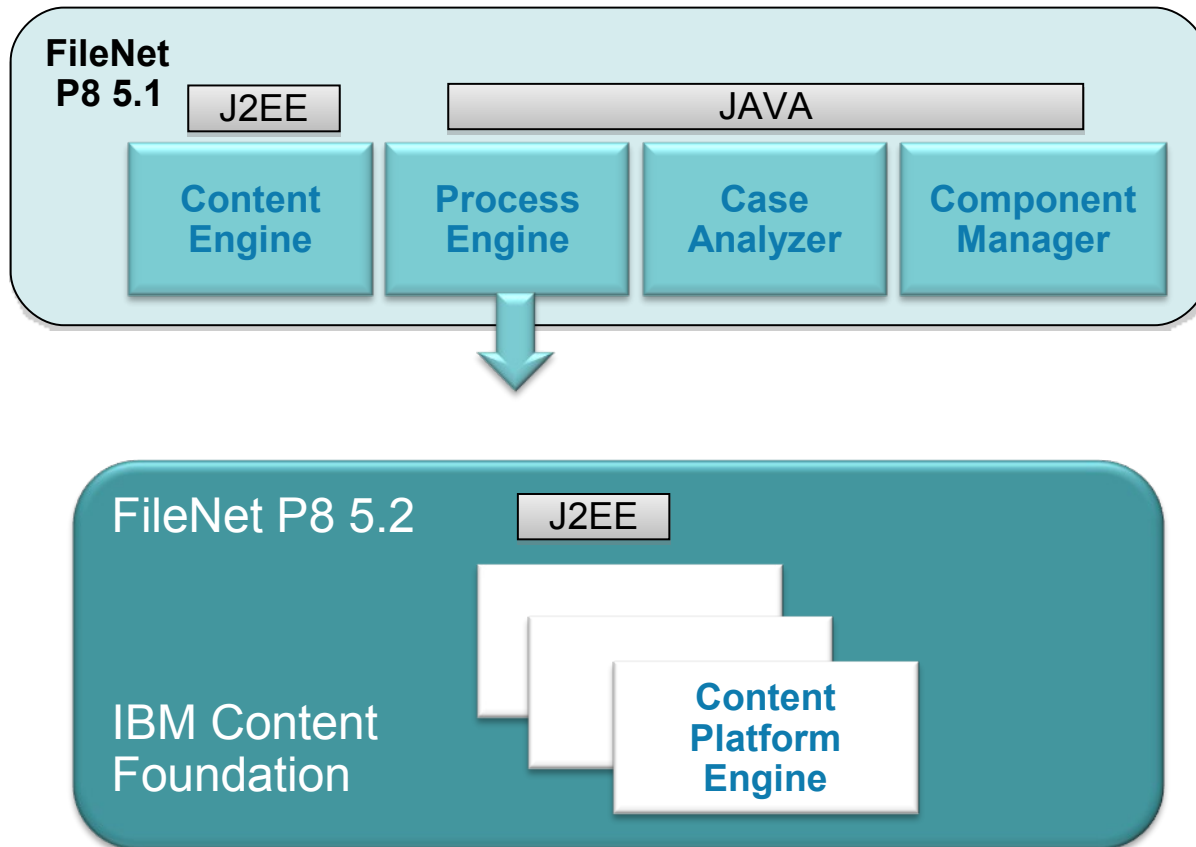 FileNet
P8 5.1
J2EE
JAVA
Content
Engine
Process
Engine
Case
Analyzer
Component
Manager
FileNet P8 5.2
J2EE
IBM Content
Foundation
Content
Platform
Engine